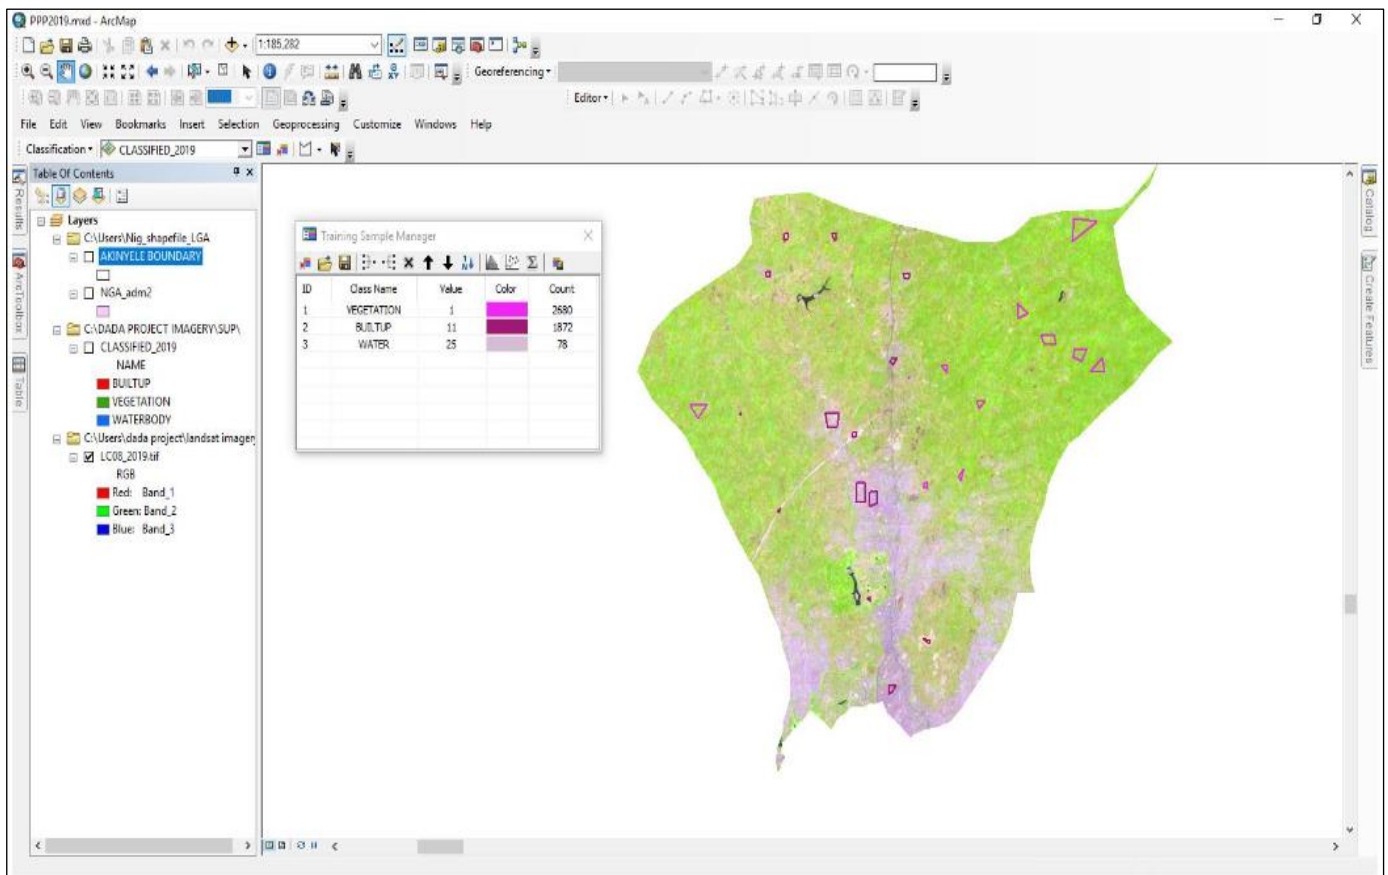 PPP2019.mxd - ArcMap
1:185,282
Georeferencing
Editor
File Edit View Bookmarks Insert Selection Geoprocessing Customize Windows Help
Classification CLASSIFIED_2019
Table Of Contents
Results
ArcToolbox
Table
Layers
C:\Users\Nig_shapefile_LGA
AKINYELE BOUNDARY
NGA_adm2
C:\DADA PROJECT IMAGERY\SUP\
CLASSIFIED_2019
NAME
BUILTUP
VEGETATION
WATERBODY
C:\Users\dada project\landsat imager
LC08_2019.tif
RGB
Red: Band_1
Green: Band_2
Blue: Band_3
Training Sample Manager
ID Class Name Value Color Count
1 VEGETATION 1 2680
2 BUILTUP 11 1872
3 WATER 25 78
Catalog
Create Features